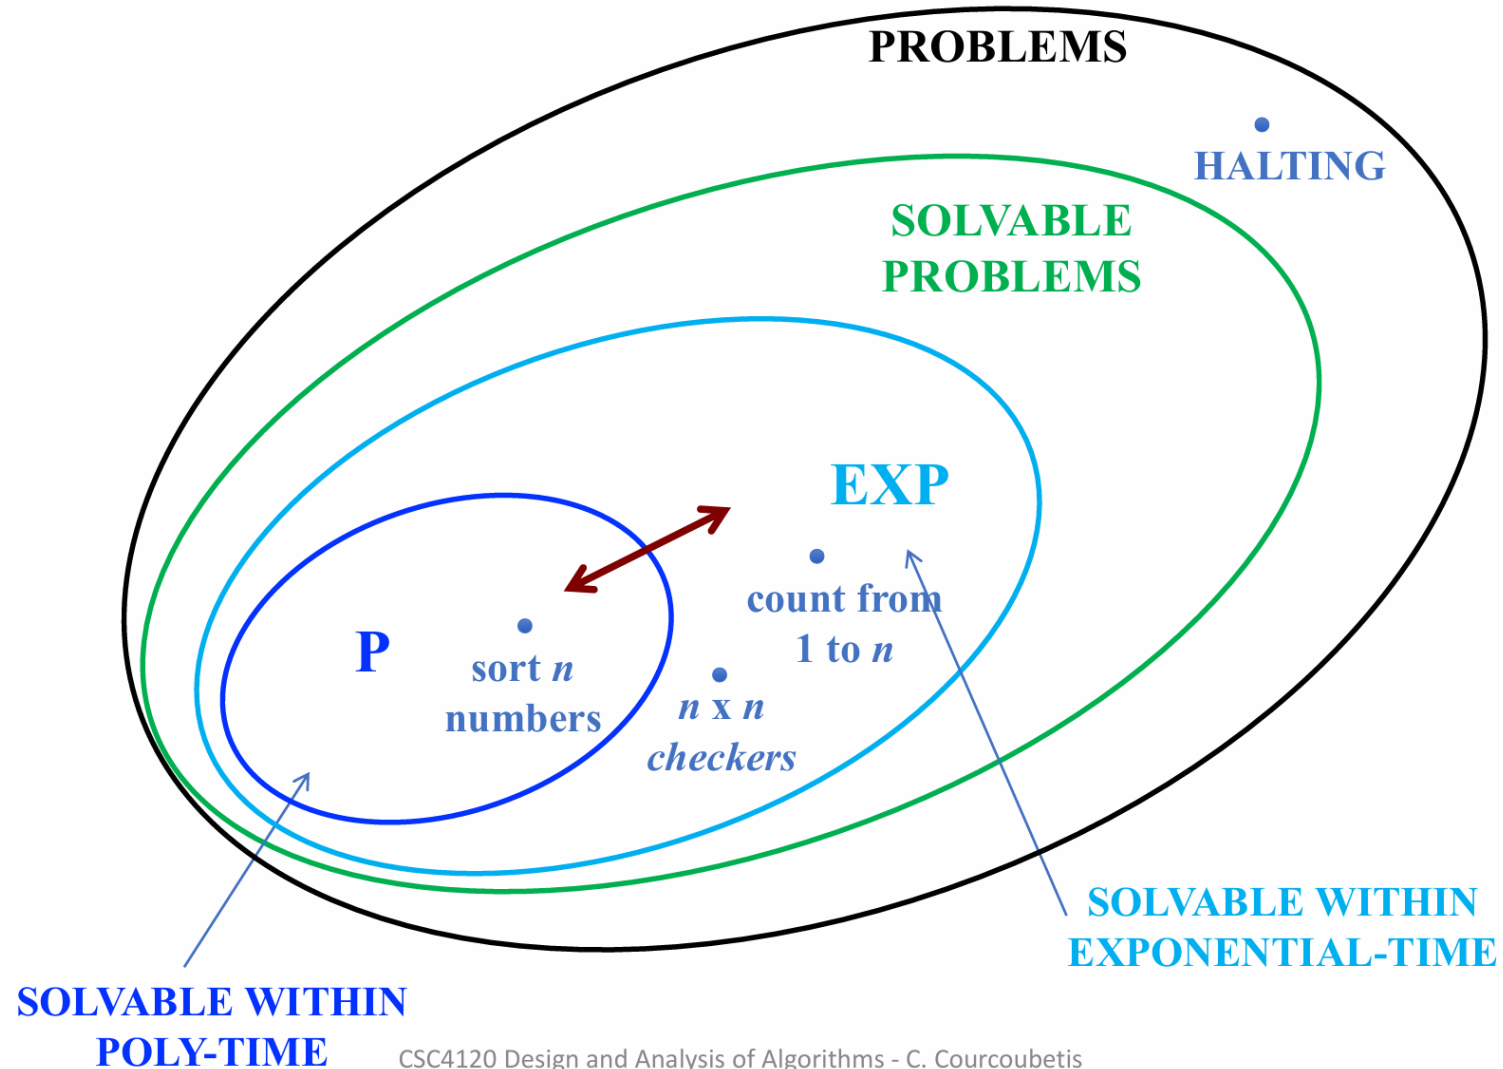 PROBLEMS
HALTING
SOLVABLE
PROBLEMS
EXP
count from
1 to n
P
sort n
numbers
n x n
checkers
SOLVABLE WITHIN
EXPONENTIAL-TIME
SOLVABLE WITHIN
POLY-TIME
CSC4120 Design and Analysis of Algorithms - C. Courcoubetis